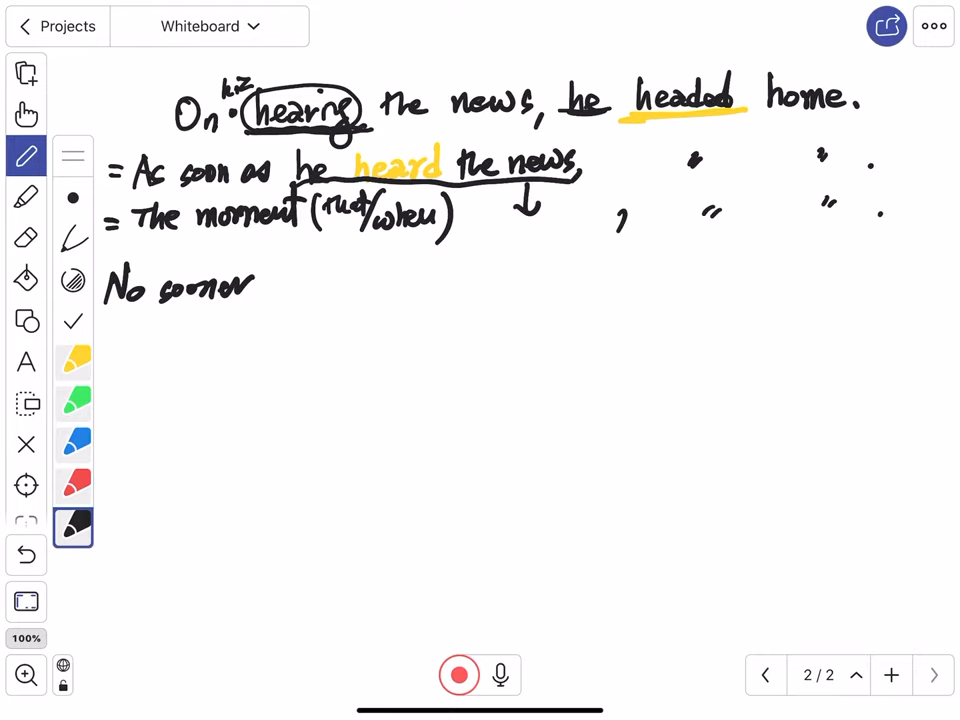 Projects
Whiteboard
On hearing the news, he headed home.
= As soon as he heard the news, 〃 〃 .
= The moment (that/when) ↓ , 〃 〃 .
No sooner
A
100%
2 / 2